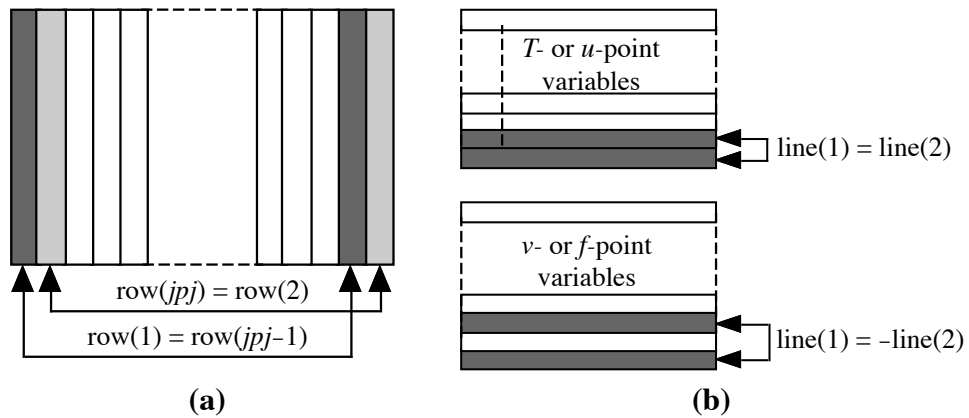 row(jpj) = row(2)
row(1) = row(jpj–1)
(a)
T- or u-point
variables
line(1) = line(2)
v- or f-point
variables
line(1) = –line(2)
(b)